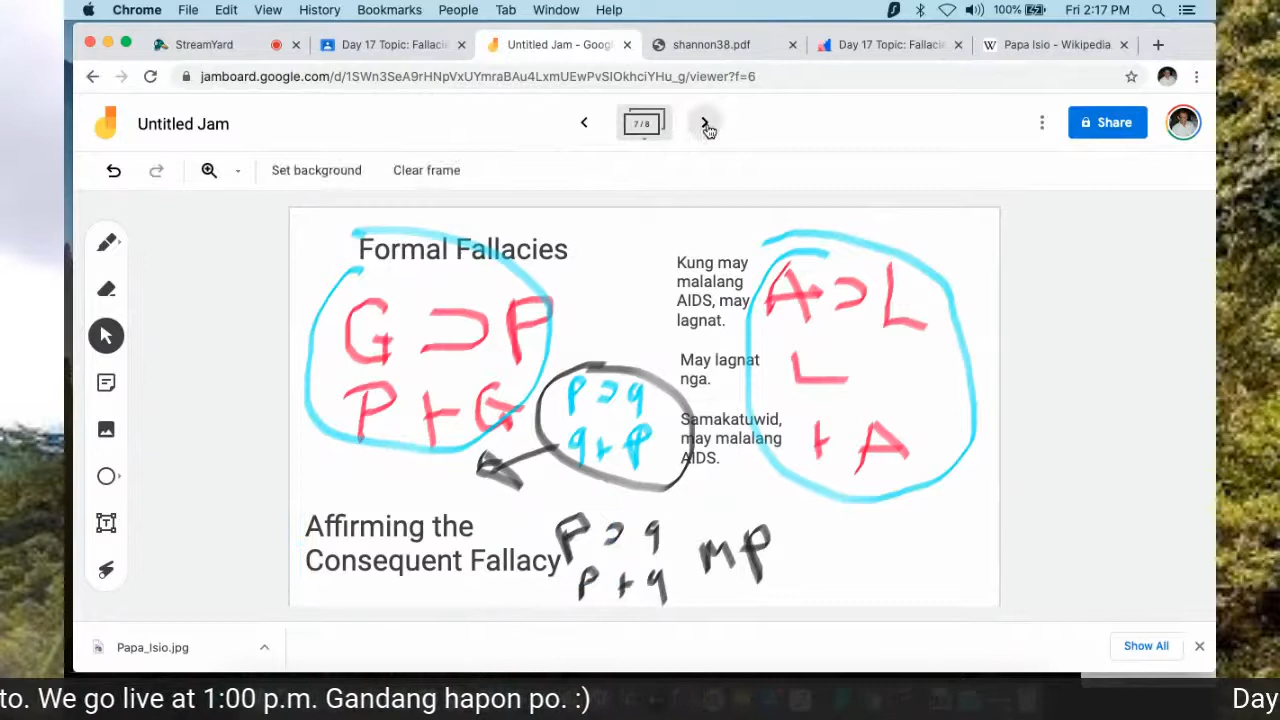 Chrome File Edit View History Bookmarks People Tab Window Help 100% Fri 2:17 PM
StreamYard
Day 17 Topic: Fallacie
Untitled Jam - Goog
shannon38.pdf
Day 17 Topic: Fallacie
Papa Isio - Wikipedia
jamboard.google.com/d/1SWn3SeA9rHNpVxUYmraBAu4LxmUEwPvSIOkhciYHu_g/viewer?f=6
Untitled Jam
7 / 8
Share
Set background
Clear frame
Formal Fallacies
G ⊃ P
P ⊢ G
p ⊃ q
q ⊢ p
Kung may
malalang
AIDS, may
lagnat.
May lagnat
nga.
Samakatuwid,
may malalang
AIDS.
A ⊃ L
L
⊢ A
Affirming the
Consequent Fallacy
p ⊃ q
p ⊢ q
MP
Papa_Isio.jpg
Show All
to. We go live at 1:00 p.m. Gandang hapon po. :)
Day